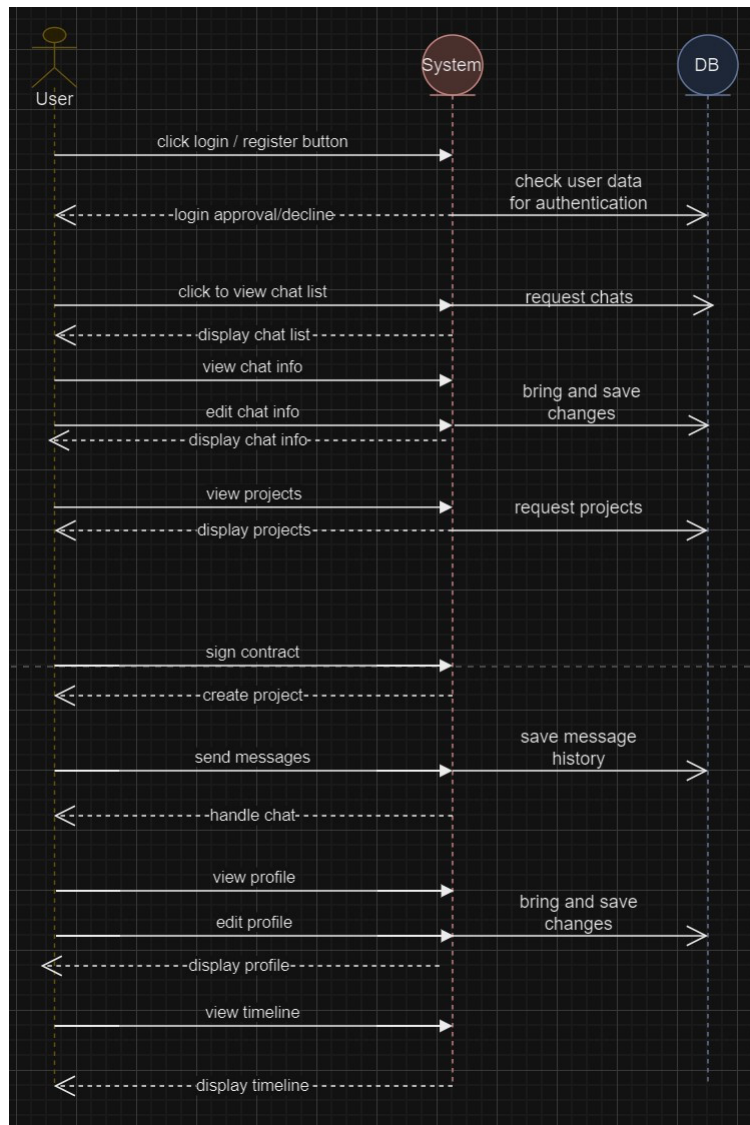 System
DB
User
click login / register button
check user data
for authentication
login approval/decline
click to view chat list
request chats
display chat list
view chat info
bring and save
changes
edit chat info
display chat info
view projects
request projects
display projects
sign contract
create project
save message
history
send messages
handle chat
view profile
bring and save
changes
edit profile
display profile
view timeline
display timeline